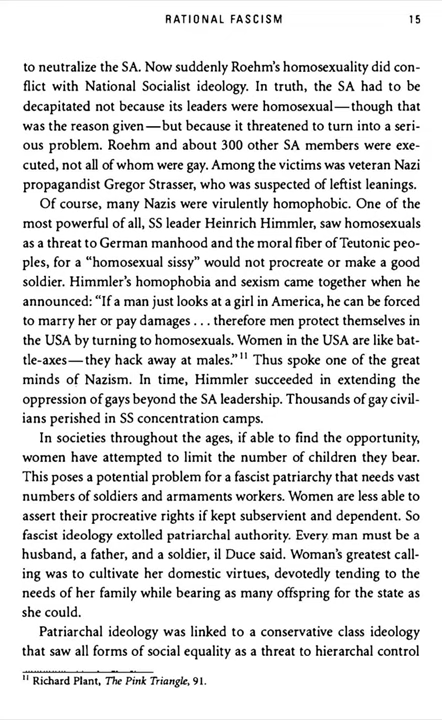 RATIONAL FASCISM 15
to neutralize the SA. Now suddenly Roehm's homosexuality did con-
flict with National Socialist ideology. In truth, the SA had to be
decapitated not because its leaders were homosexual—though that
was the reason given—but because it threatened to turn into a seri-
ous problem. Roehm and about 300 other SA members were exe-
cuted, not all of whom were gay. Among the victims was veteran Nazi
propagandist Gregor Strasser, who was suspected of leftist leanings.
Of course, many Nazis were virulently homophobic. One of the
most powerful of all, SS leader Heinrich Himmler, saw homosexuals
as a threat to German manhood and the moral fiber of Teutonic peo-
ples, for a “homosexual sissy” would not procreate or make a good
soldier. Himmler's homophobia and sexism came together when he
announced: “If a man just looks at a girl in America, he can be forced
to marry her or pay damages . . . therefore men protect themselves in
the USA by turning to homosexuals. Women in the USA are like bat-
tle-axes—they hack away at males.”11 Thus spoke one of the great
minds of Nazism. In time, Himmler succeeded in extending the
oppression of gays beyond the SA leadership. Thousands of gay civil-
ians perished in SS concentration camps.
In societies throughout the ages, if able to find the opportunity,
women have attempted to limit the number of children they bear.
This poses a potential problem for a fascist patriarchy that needs vast
numbers of soldiers and armaments workers. Women are less able to
assert their procreative rights if kept subservient and dependent. So
fascist ideology extolled patriarchal authority. Every man must be a
husband, a father, and a soldier, il Duce said. Woman's greatest call-
ing was to cultivate her domestic virtues, devotedly tending to the
needs of her family while bearing as many offspring for the state as
she could.
Patriarchal ideology was linked to a conservative class ideology
that saw all forms of social equality as a threat to hierarchal control
11 Richard Plant, The Pink Triangle, 91.